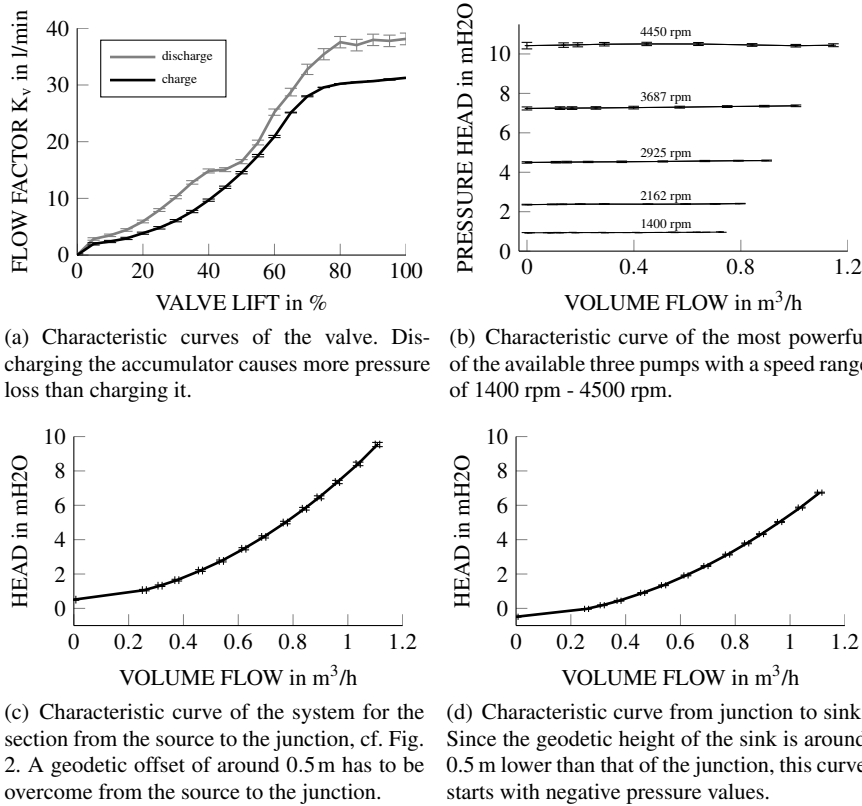 FLOW FACTOR Kv in l/min
40
30
20
10
0
discharge
charge
0 20 40 60 80 100
VALVE LIFT in %
(a) Characteristic curves of the valve. Dis-
charging the accumulator causes more pressure
loss than charging it.
PRESSURE HEAD in mH2O
10
8
6
4
2
0
4450 rpm
3687 rpm
2925 rpm
2162 rpm
1400 rpm
0 0.4 0.8 1.2
VOLUME FLOW in m³/h
(b) Characteristic curve of the most powerful
of the available three pumps with a speed range
of 1400 rpm - 4500 rpm.
HEAD in mH2O
10
8
6
4
2
0
0 0.2 0.4 0.6 0.8 1 1.2
VOLUME FLOW in m³/h
(c) Characteristic curve of the system for the
section from the source to the junction, cf. Fig.
2. A geodetic offset of around 0.5 m has to be
overcome from the source to the junction.
HEAD in mH2O
10
8
6
4
2
0
0 0.2 0.4 0.6 0.8 1 1.2
VOLUME FLOW in m³/h
(d) Characteristic curve from junction to sink.
Since the geodetic height of the sink is around
0.5 m lower than that of the junction, this curve
starts with negative pressure values.